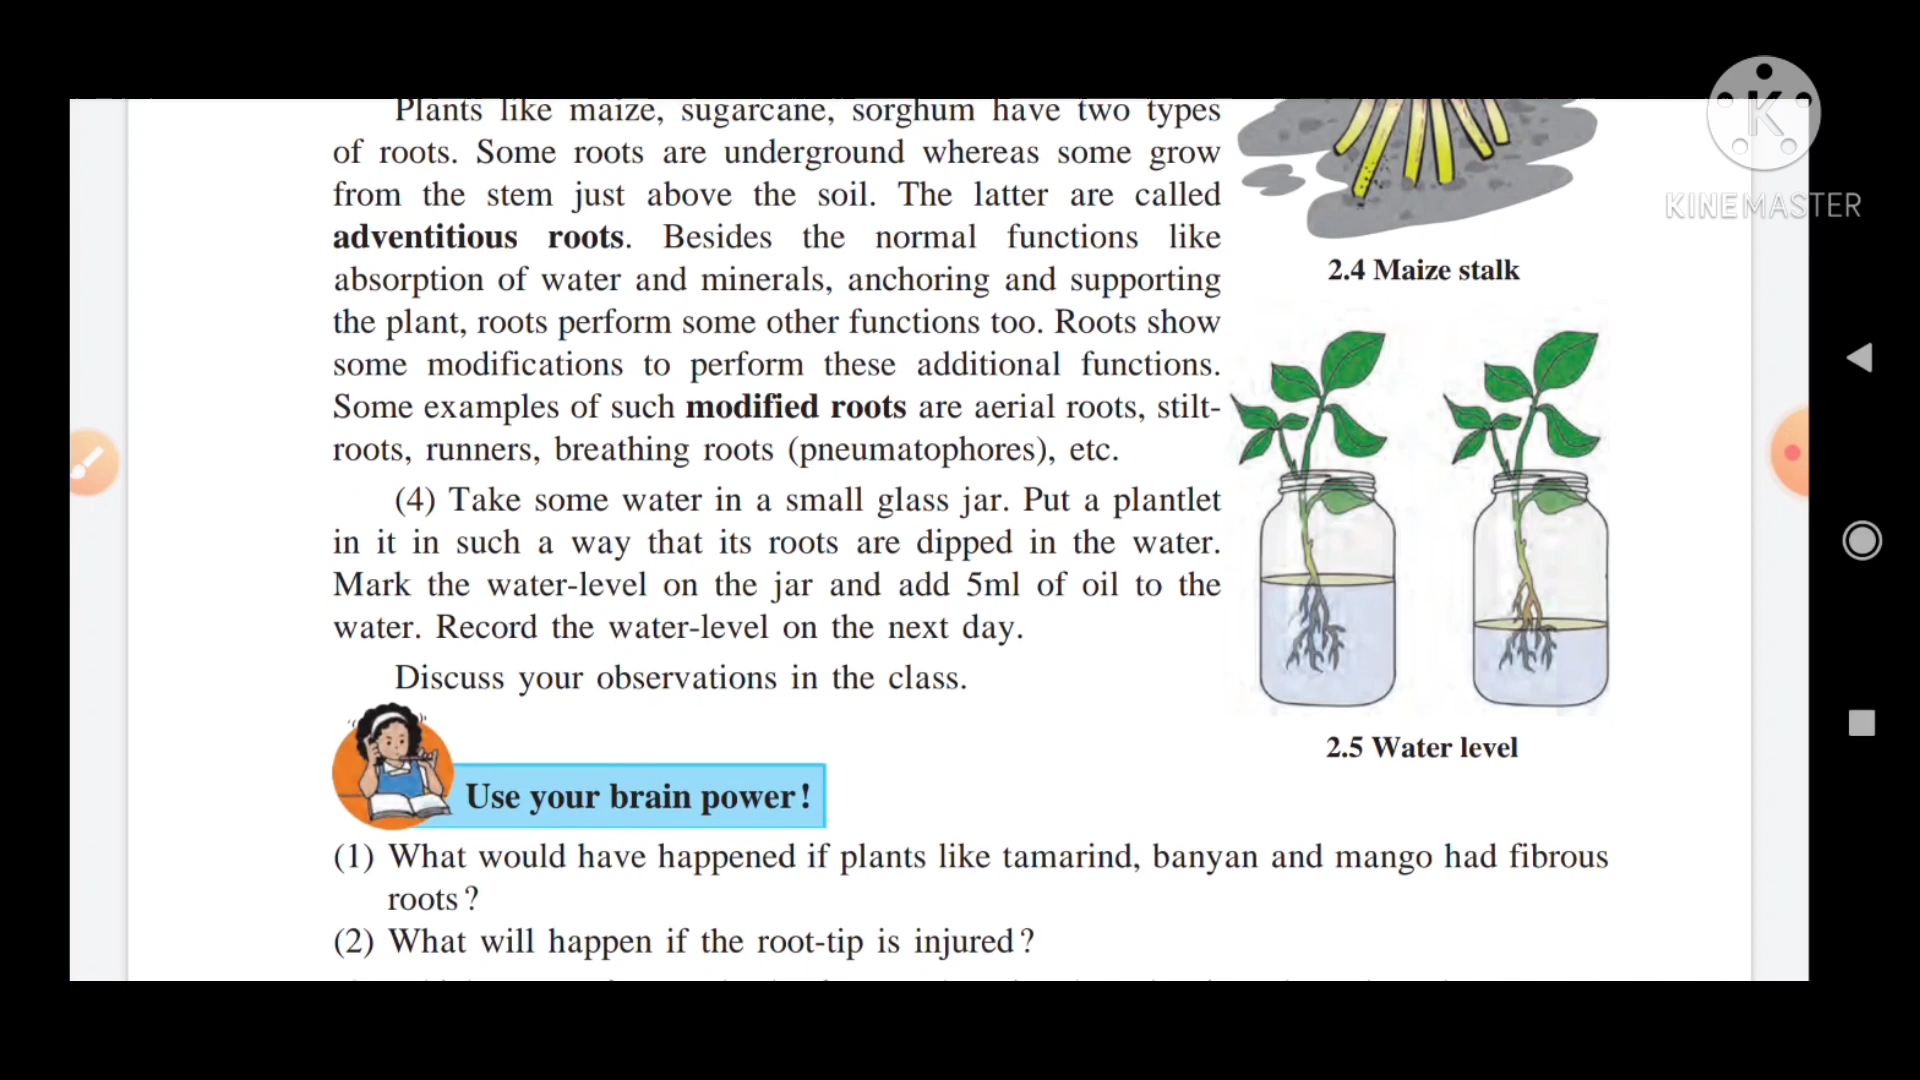 Plants like maize, sugarcane, sorghum have two types
of roots. Some roots are underground whereas some grow
from the stem just above the soil. The latter are called
adventitious roots. Besides the normal functions like
absorption of water and minerals, anchoring and supporting
the plant, roots perform some other functions too. Roots show
some modifications to perform these additional functions.
Some examples of such modified roots are aerial roots, stilt-
roots, runners, breathing roots (pneumatophores), etc.
(4) Take some water in a small glass jar. Put a plantlet
in it in such a way that its roots are dipped in the water.
Mark the water-level on the jar and add 5ml of oil to the
water. Record the water-level on the next day.
Discuss your observations in the class.
K
KINEMASTER
2.4 Maize stalk
2.5 Water level
Use your brain power!
(1) What would have happened if plants like tamarind, banyan and mango had fibrous
roots?
(2) What will happen if the root-tip is injured?